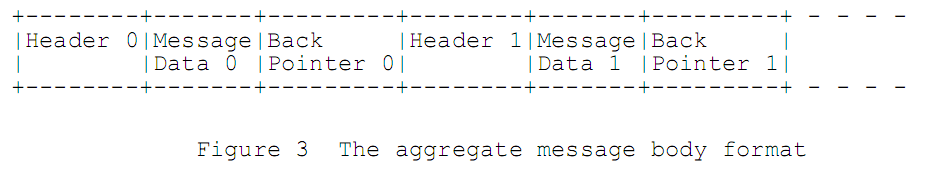 +--------+-------+---------+--------+-------+---------+ - - - -
|Header 0|Message|Back     |Header 1|Message|Back     |
|        |Data 0 |Pointer 0|        |Data 1 |Pointer 1|
+--------+-------+---------+--------+-------+---------+ - - - -
Figure 3  The aggregate message body format